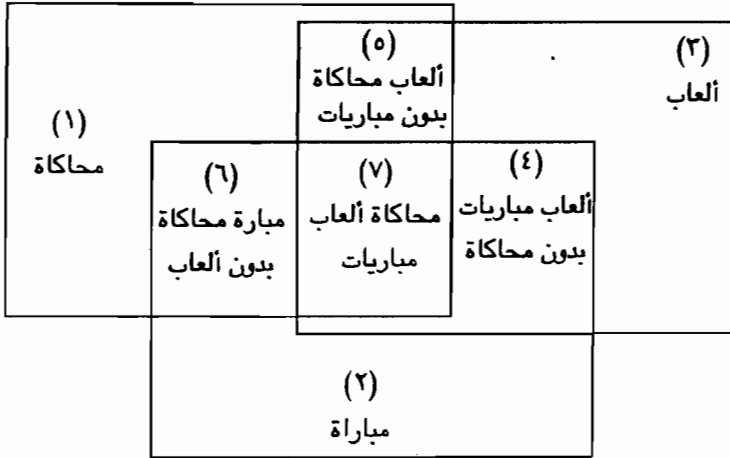 (٥)
ألعاب محاكاة
بدون مباريات
(٣)
ألعاب
(١)
محاكاة
(٤)
ألعاب مباريات
بدون محاكاة
(٧)
محاكاة ألعاب
مباريات
(٦)
مبارة محاكاة
بدون ألعاب
(٢)
مباراة